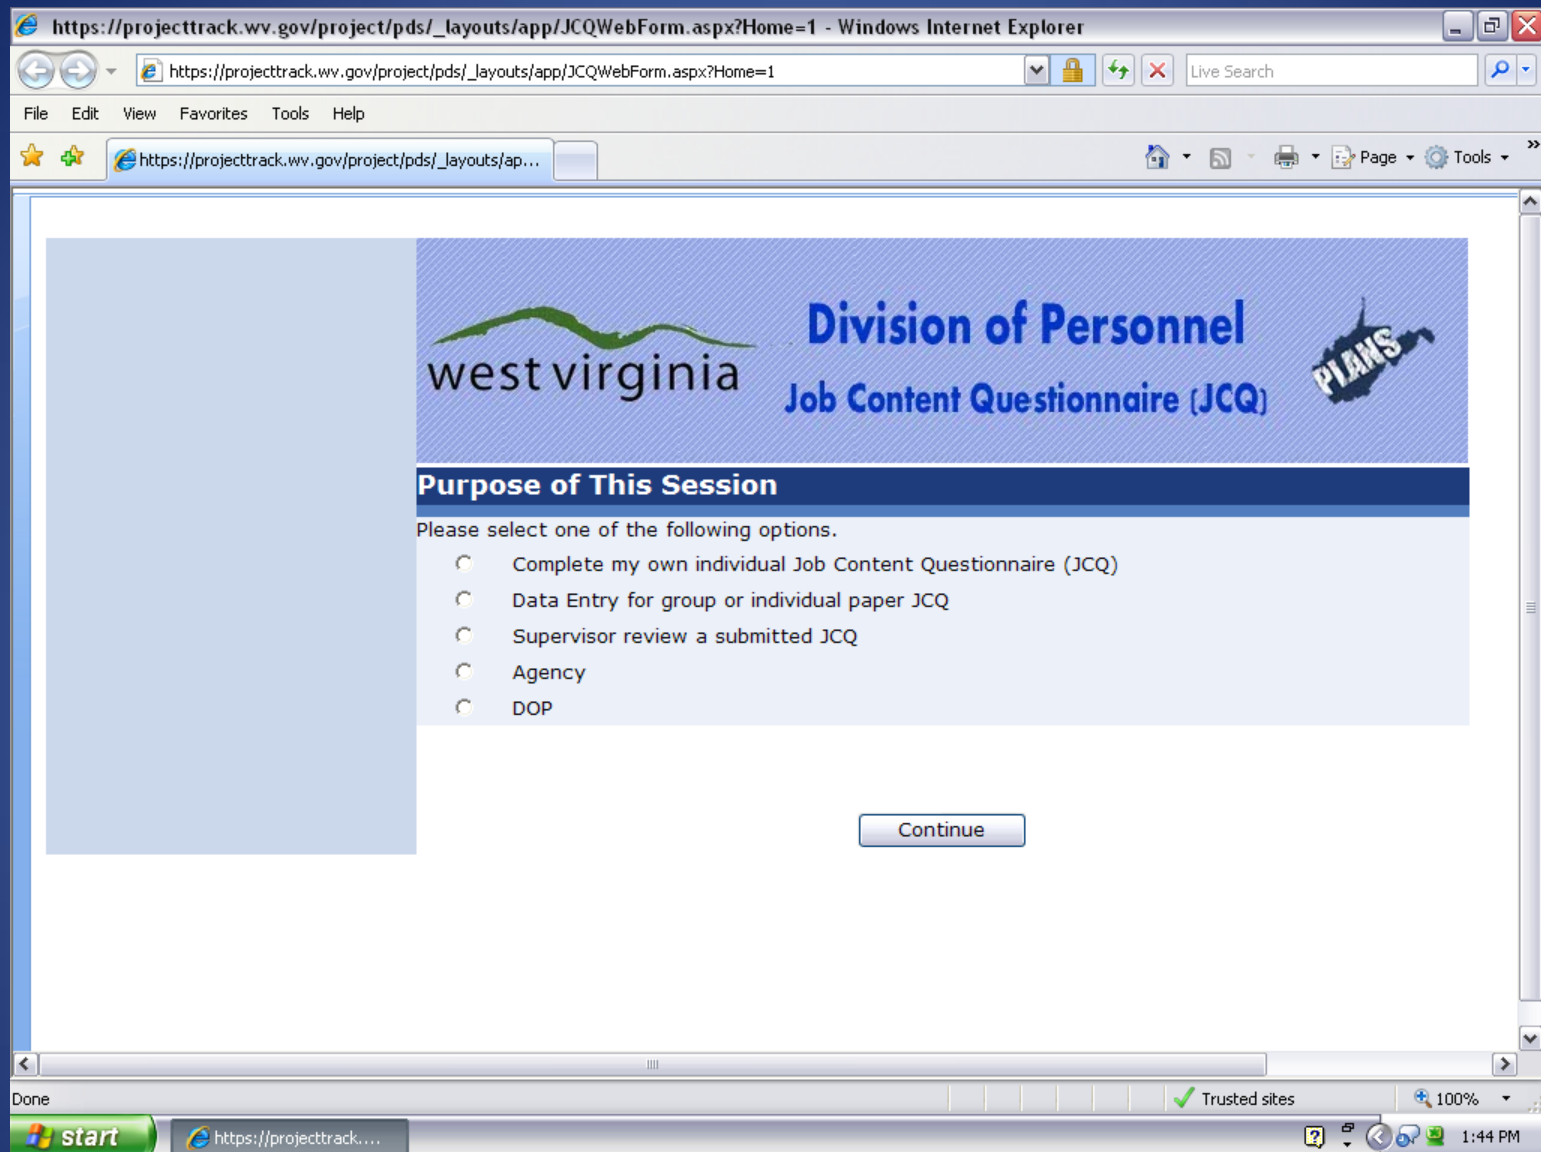 https://projecttrack.wv.gov/project/pds/_layouts/app/JCQWebForm.aspx?Home=1 - Windows Internet Explorer
https://projecttrack.wv.gov/project/pds/_layouts/app/JCQWebForm.aspx?Home=1
Live Search
File Edit View Favorites Tools Help
https://projecttrack.wv.gov/project/pds/_layouts/ap...
Page Tools »
west virginia
Division of Personnel
Job Content Questionnaire (JCQ)
PLANS
Purpose of This Session
Please select one of the following options.
Complete my own individual Job Content Questionnaire (JCQ)
Data Entry for group or individual paper JCQ
Supervisor review a submitted JCQ
Agency
DOP
Continue
Done
Trusted sites
100%
start
https://projecttrack....
1:44 PM